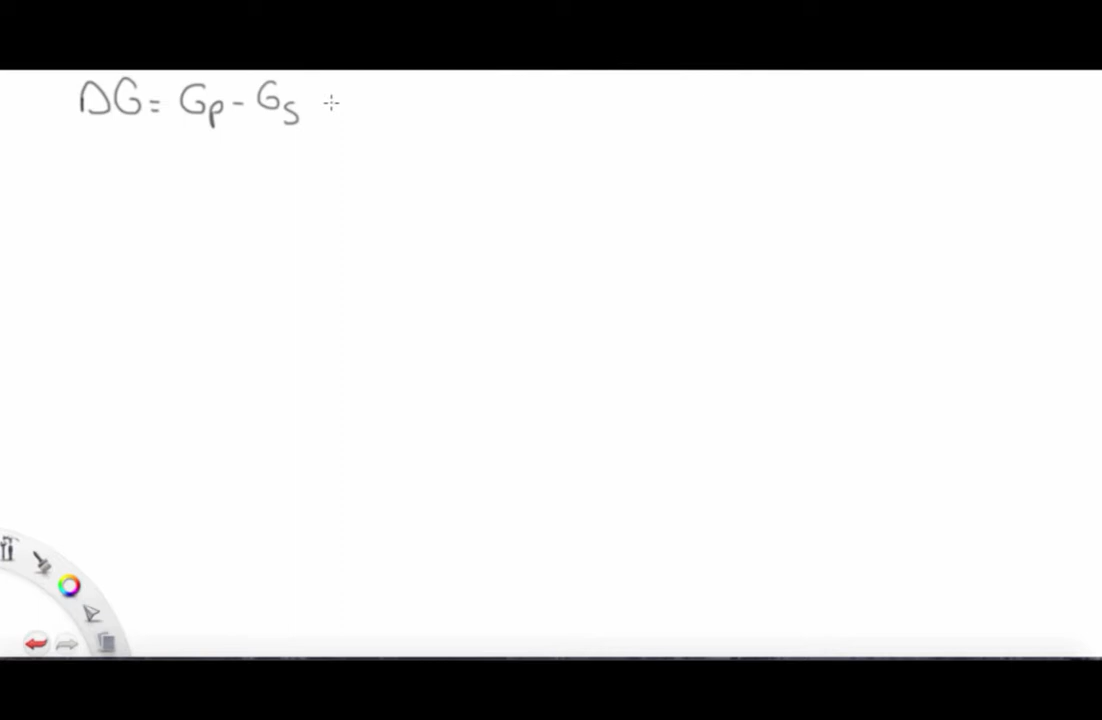 ΔG = Gp - Gs